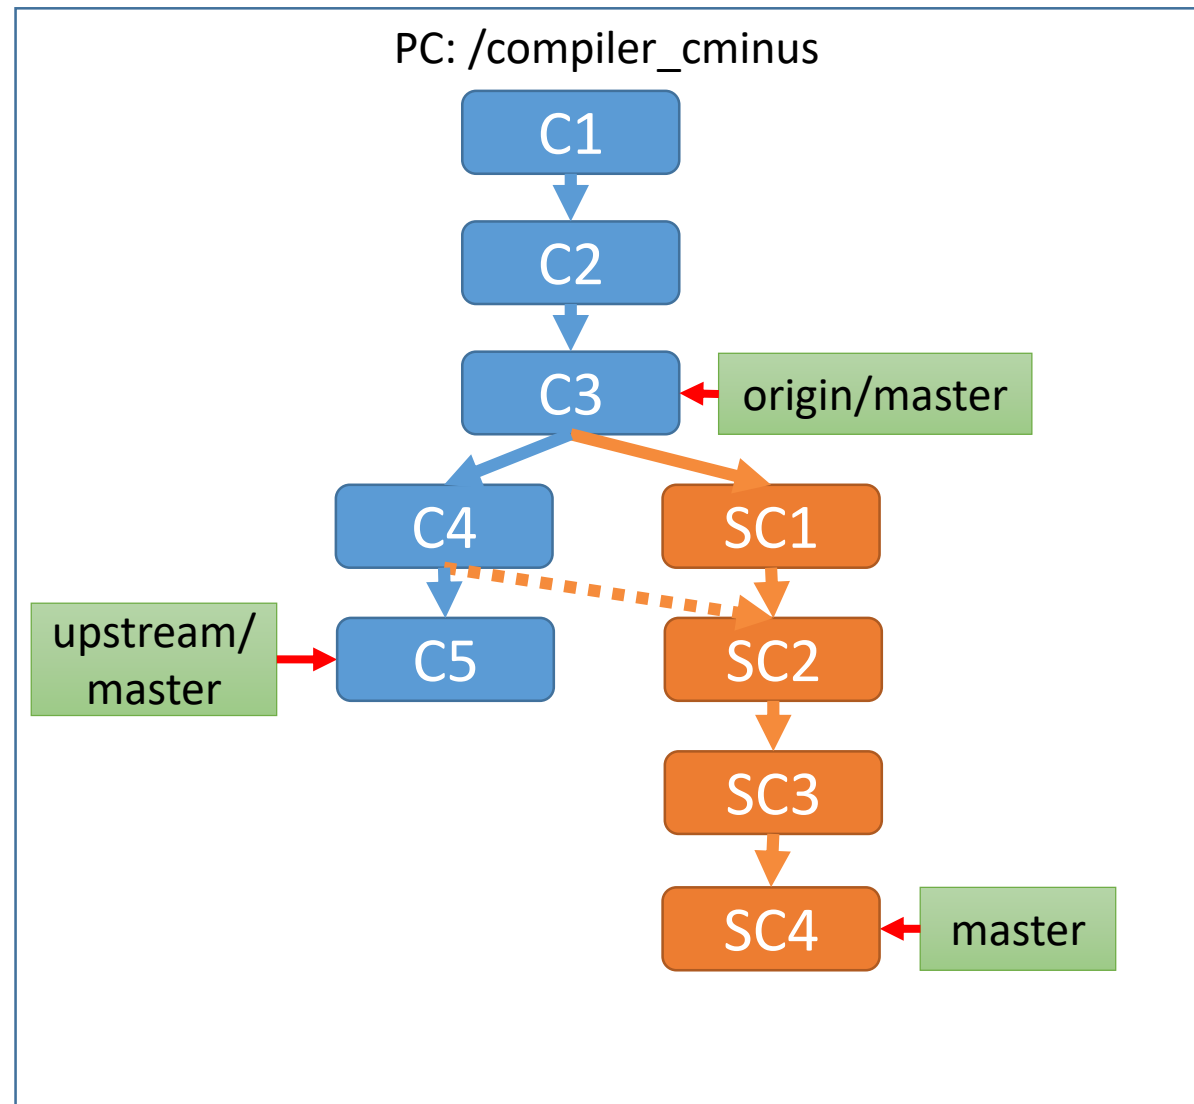 PC: /compiler_cminus
C1
C2
C3
origin/master
C4
SC1
upstream/
master
C5
SC2
SC3
SC4
master